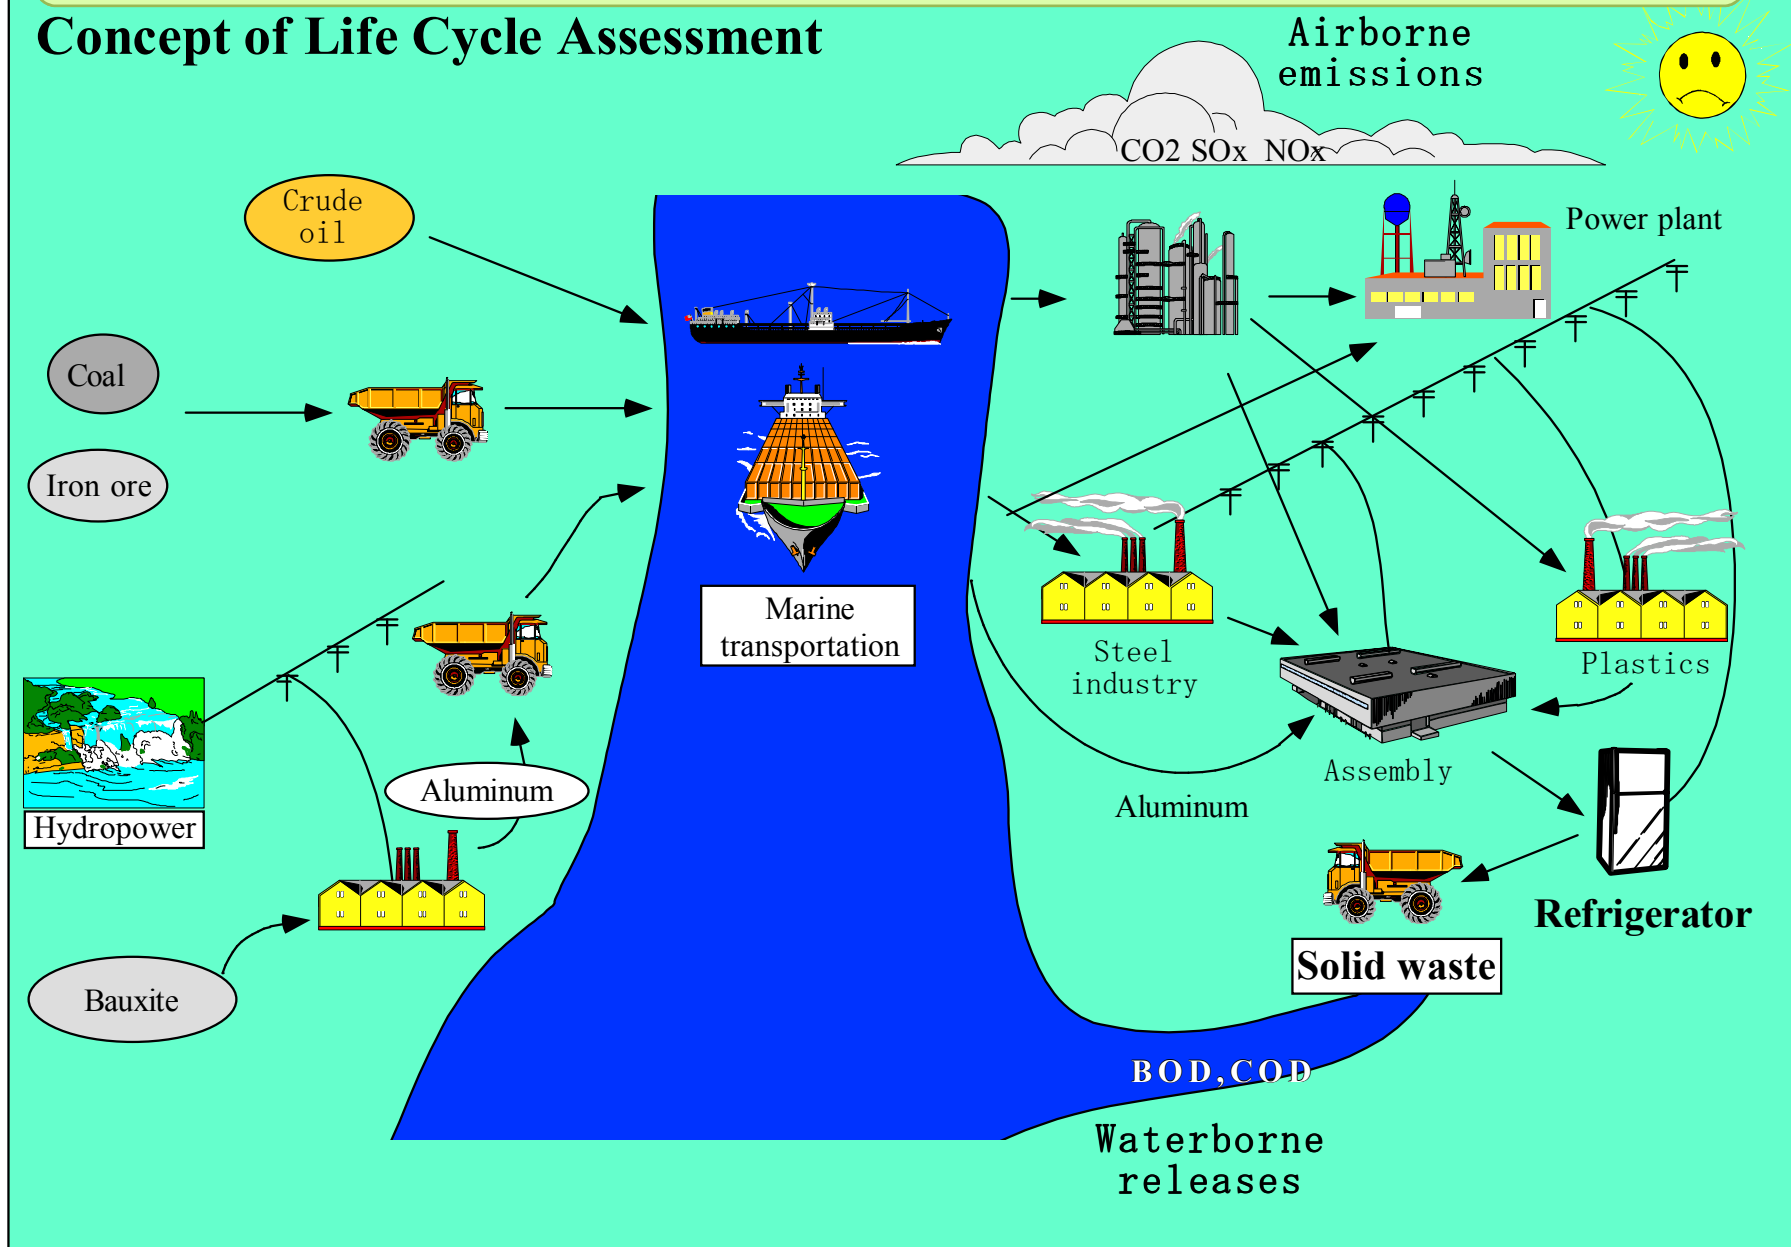 Concept of Life Cycle Assessment
Airborne
emissions
CO2 SOx NOx
Crude
oil
Power plant
Coal
Iron ore
Marine
transportation
Steel
industry
Plastics
Hydropower
Aluminum
Assembly
Aluminum
Refrigerator
Bauxite
Solid waste
BOD,COD
Waterborne
releases